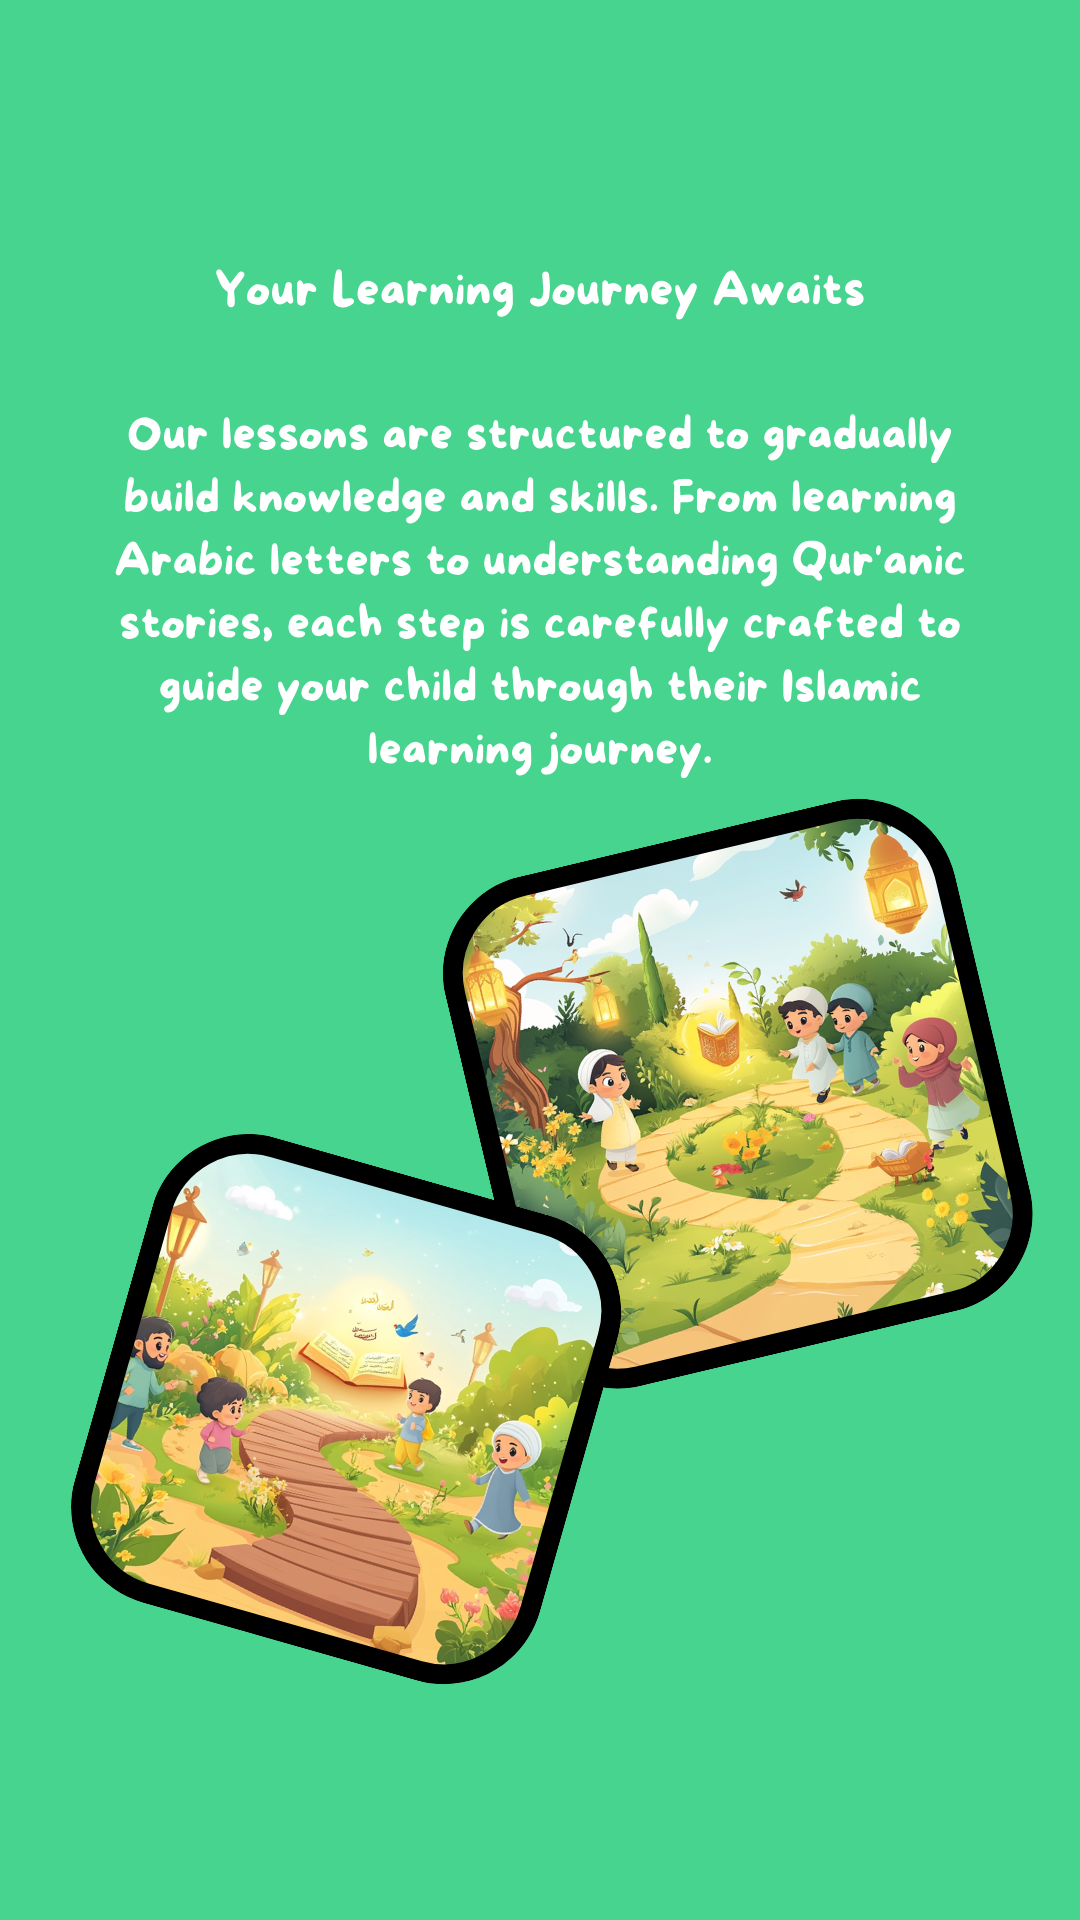 Your Learning Journey Awaits
Our lessons are structured to gradually
build knowledge and skills. From learning
Arabic letters to understanding Qur'anic
stories, each step is carefully crafted to
guide your child through their Islamic
learning journey.